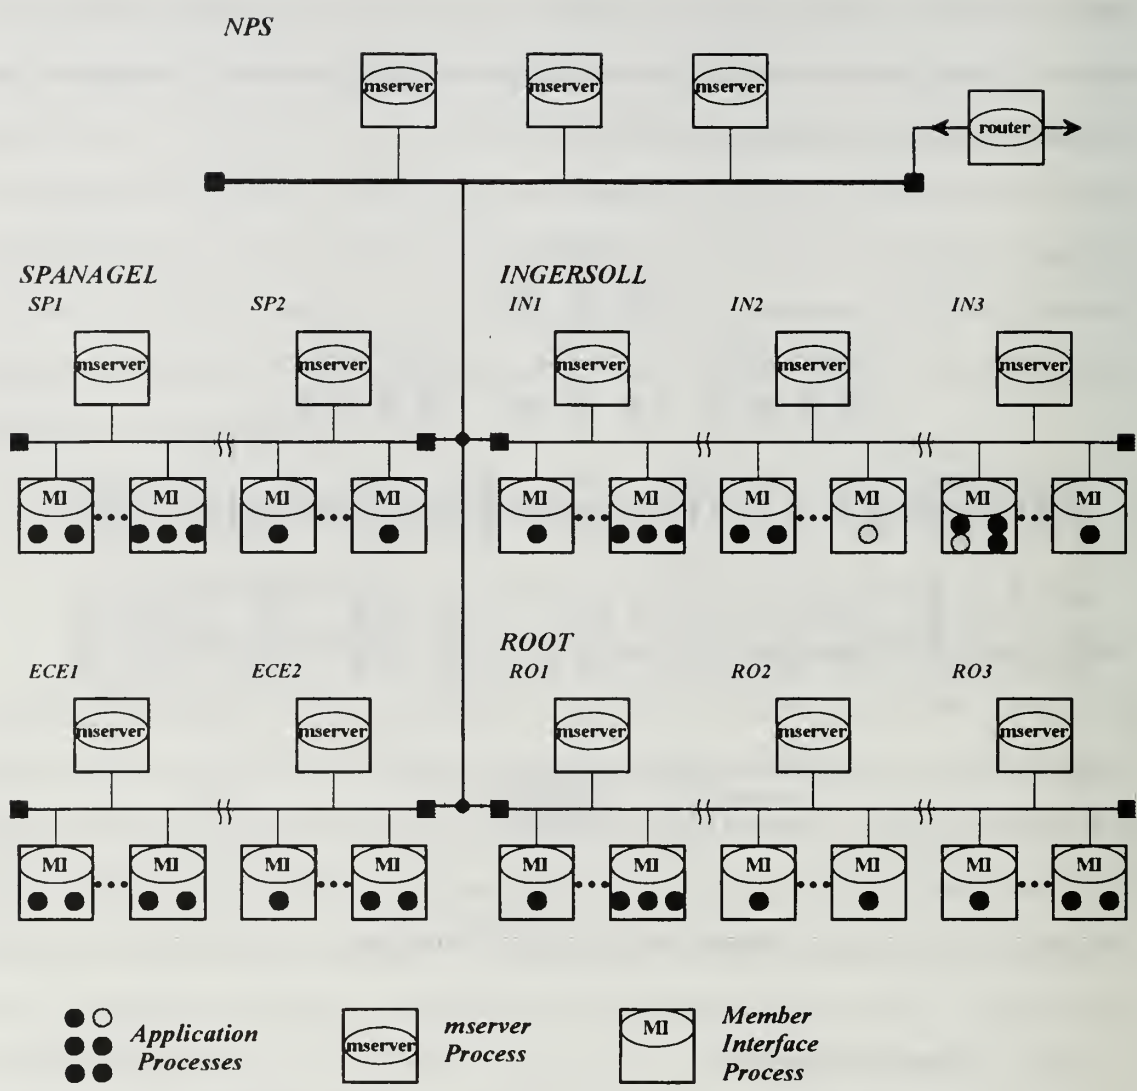 NPS
mserver mserver mserver
router
SPANAGEL INGERSOLL
SP1 SP2 IN1 IN2 IN3
mserver mserver mserver mserver mserver
MI MI MI MI MI MI MI MI MI MI
ROOT
ECE1 ECE2 RO1 RO2 RO3
mserver mserver mserver mserver mserver
MI MI MI MI MI MI MI MI MI MI
Application
Processes
mserver
mserver
Process
MI
Member
Interface
Process